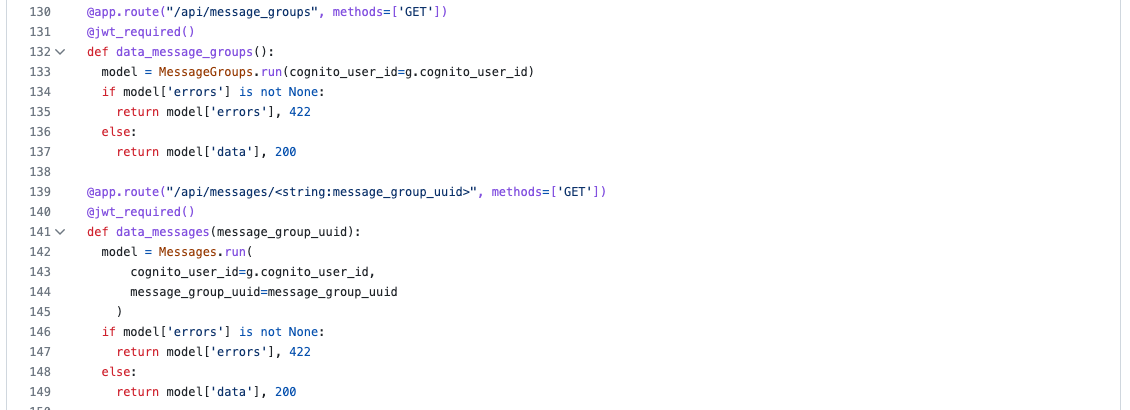 130 @app.route("/api/message_groups", methods=['GET'])
131 @jwt_required()
132 def data_message_groups():
133   model = MessageGroups.run(cognito_user_id=g.cognito_user_id)
134   if model['errors'] is not None:
135     return model['errors'], 422
136   else:
137     return model['data'], 200
138
139 @app.route("/api/messages/<string:message_group_uuid>", methods=['GET'])
140 @jwt_required()
141 def data_messages(message_group_uuid):
142   model = Messages.run(
143       cognito_user_id=g.cognito_user_id,
144       message_group_uuid=message_group_uuid
145     )
146   if model['errors'] is not None:
147     return model['errors'], 422
148   else:
149     return model['data'], 200